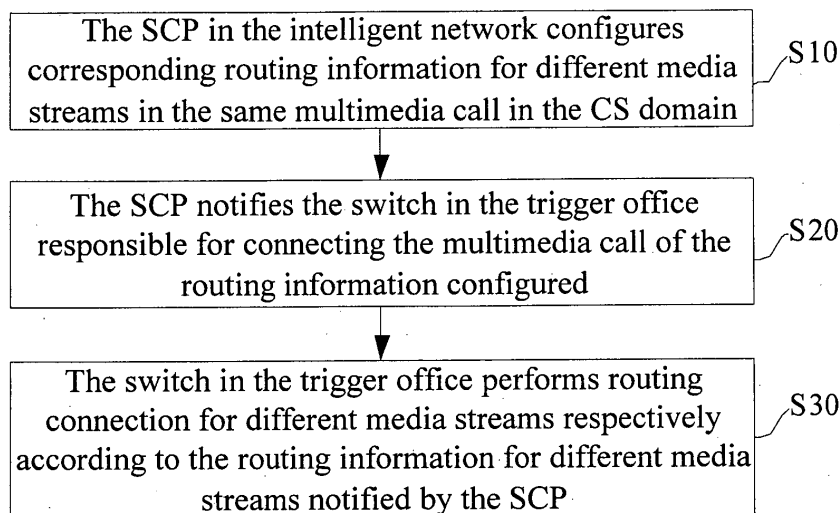 The SCP in the intelligent network configures
corresponding routing information for different media
streams in the same multimedia call in the CS domain
S10
The SCP notifies the switch in the trigger office
responsible for connecting the multimedia call of the
routing information configured
S20
The switch in the trigger office performs routing
connection for different media streams respectively
according to the routing information for different media
streams notified by the SCP
S30